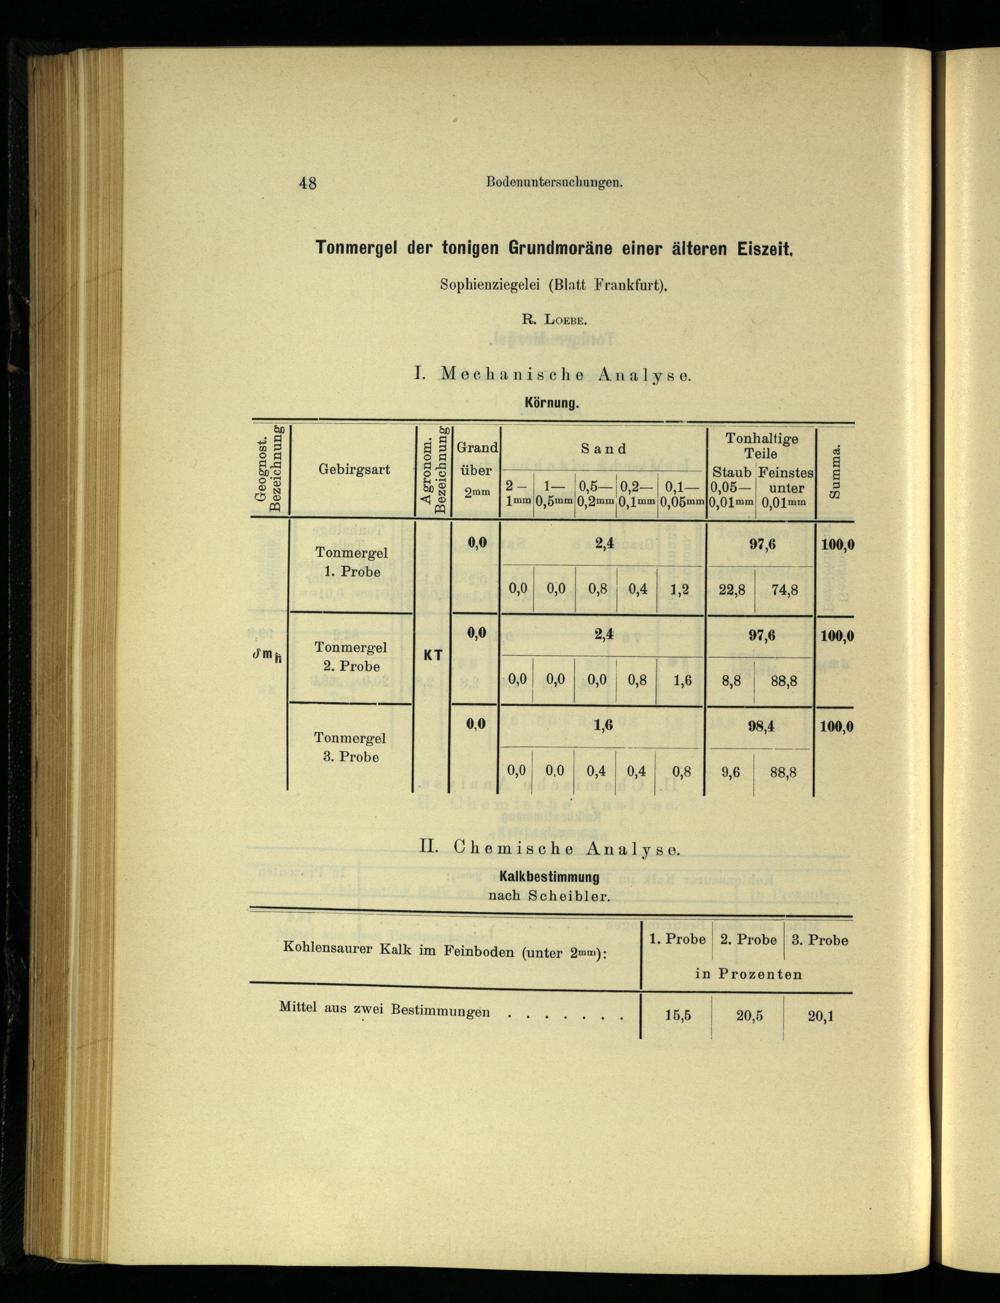 48 Bodenuntersuchungen.
Tonmergel der tonigen Grundmoräne einer älteren Eiszeit.
Sophienziegelei (Blatt Frankfurt).
R. Loebe.
I. Mechanische Analyse.
Körnung.
Geognost. Bezeichnung
Gebirgsart
Agronom. Bezeichnung
Grand über 2mm
Sand
2–1mm 1—0,5mm 0,5—0,2mm 0,2—0,1mm 0,1—0,05mm
Tonhaltige Teile
Staub 0,05—0,01mm Feinstes unter 0,01mm
Summa.
Tonmergel 1. Probe
0,0 2,4 97,6 100,0
0,0 0,0 0,8 0,4 1,2 22,8 74,8
Tonmergel 2. Probe
KT
0,0 2,4 97,6 100,0
0,0 0,0 0,0 0,8 1,6 8,8 88,8
Tonmergel 3. Probe
0,0 1,6 98,4 100,0
0,0 0,0 0,4 0,4 0,8 9,6 88,8
II. Chemische Analyse.
Kalkbestimmung
nach Scheibler.
Kohlensaurer Kalk im Feinboden (unter 2mm):
1. Probe 2. Probe 3. Probe
in Prozenten
Mittel aus zwei Bestimmungen . . . . . . . 15,5 20,5 20,1